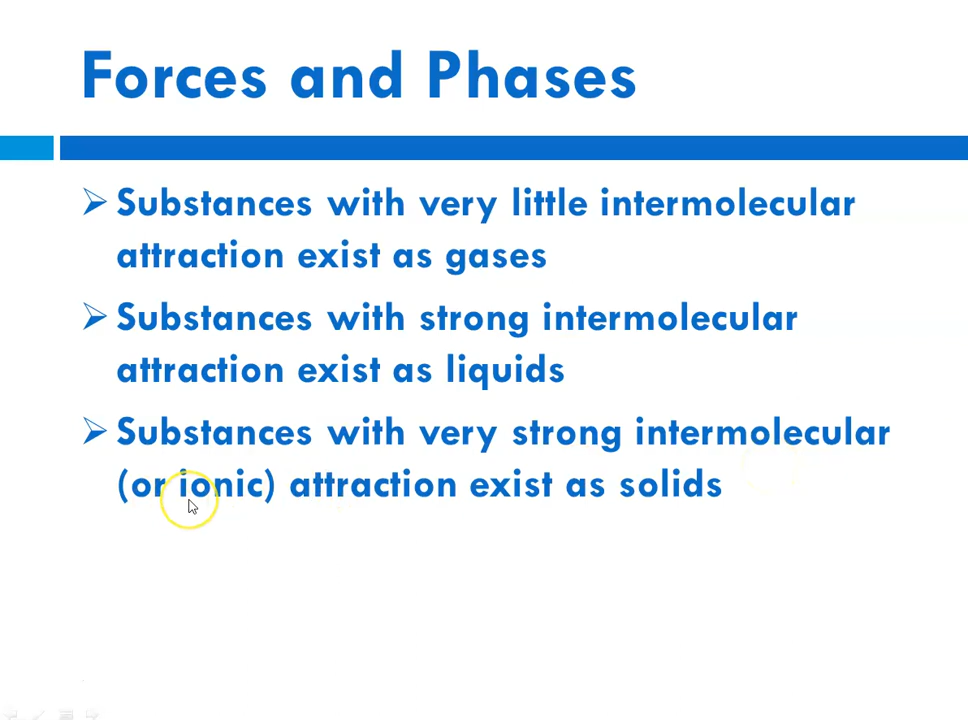 Forces and Phases
➢ Substances with very little intermolecular
attraction exist as gases
➢ Substances with strong intermolecular
attraction exist as liquids
➢ Substances with very strong intermolecular
(or ionic) attraction exist as solids